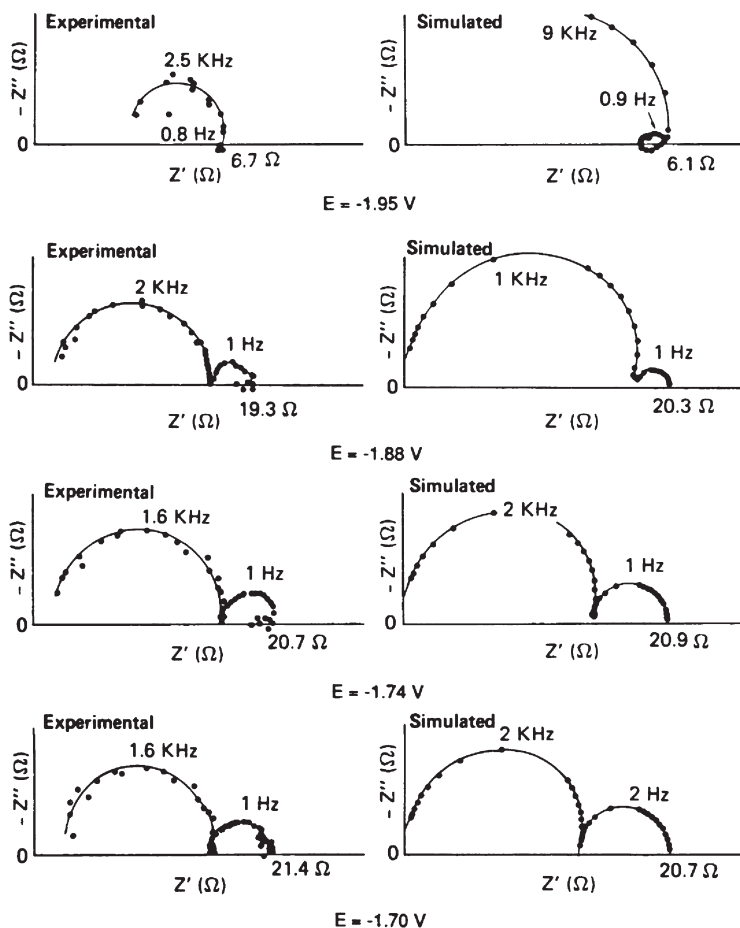 Experimental
- Z" (Ω)
2.5 KHz
0.8 Hz
0
6.7 Ω
Z' (Ω)
Simulated
- Z" (Ω)
9 KHz
0.9 Hz
0
6.1 Ω
Z' (Ω)
E = -1.95 V
Experimental
- Z" (Ω)
2 KHz
1 Hz
0
19.3 Ω
Z' (Ω)
Simulated
- Z" (Ω)
1 KHz
1 Hz
0
20.3 Ω
Z' (Ω)
E = -1.88 V
Experimental
- Z" (Ω)
1.6 KHz
1 Hz
0
20.7 Ω
Z' (Ω)
Simulated
- Z" (Ω)
2 KHz
1 Hz
0
20.9 Ω
Z' (Ω)
E = -1.74 V
Experimental
- Z" (Ω)
1.6 KHz
1 Hz
0
21.4 Ω
Z' (Ω)
Simulated
- Z" (Ω)
2 KHz
2 Hz
0
20.7 Ω
Z' (Ω)
E = -1.70 V